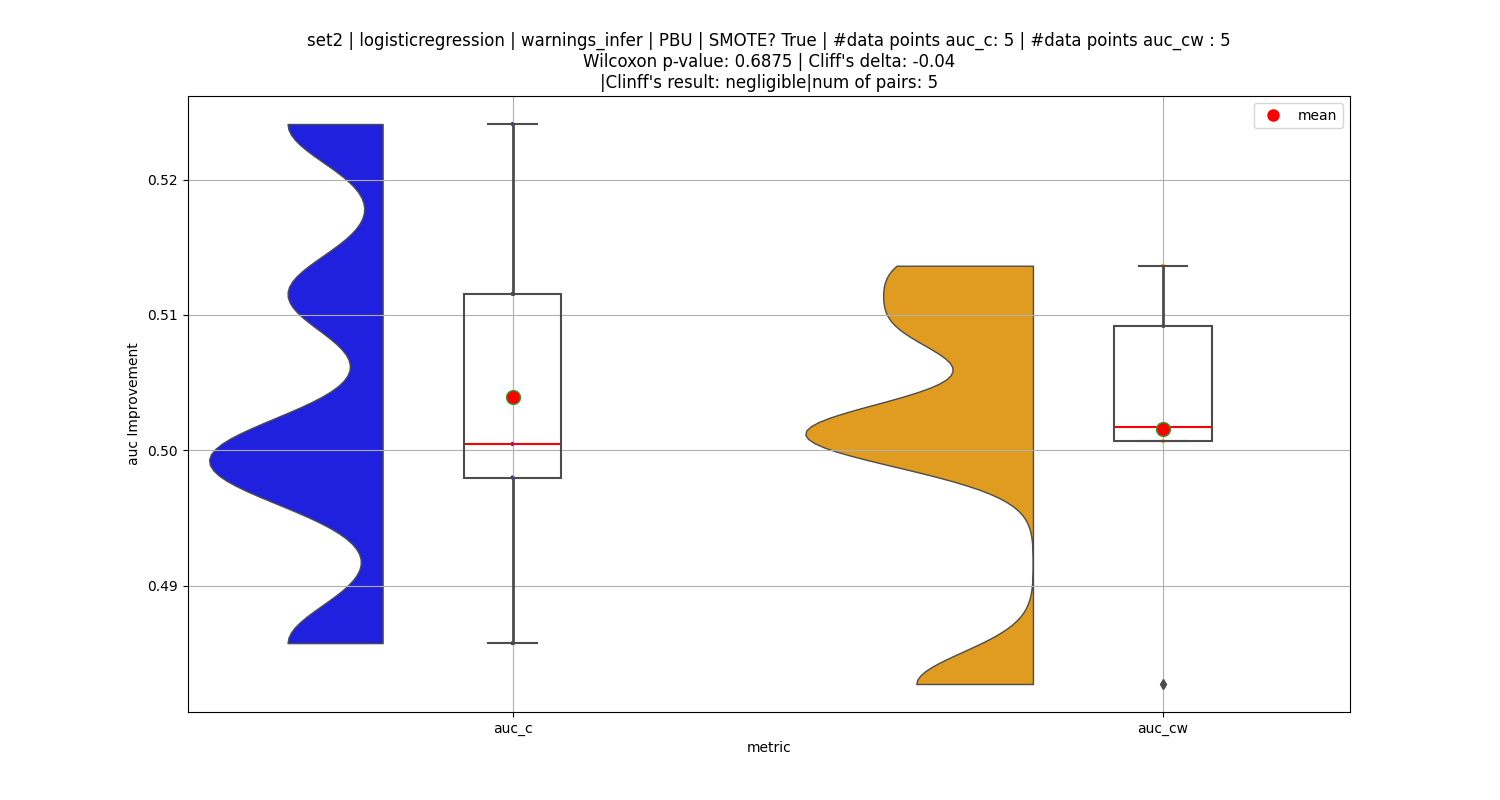 set2 | logisticregression | warnings_infer | PBU | SMOTE? True | #data points auc_c: 5 | #data points auc_cw : 5
Wilcoxon p-value: 0.6875 | Cliff's delta: -0.04
|Clinff's result: negligible|num of pairs: 5
mean
0.52
0.51
0.50
0.49
auc Improvement
auc_c
auc_cw
metric